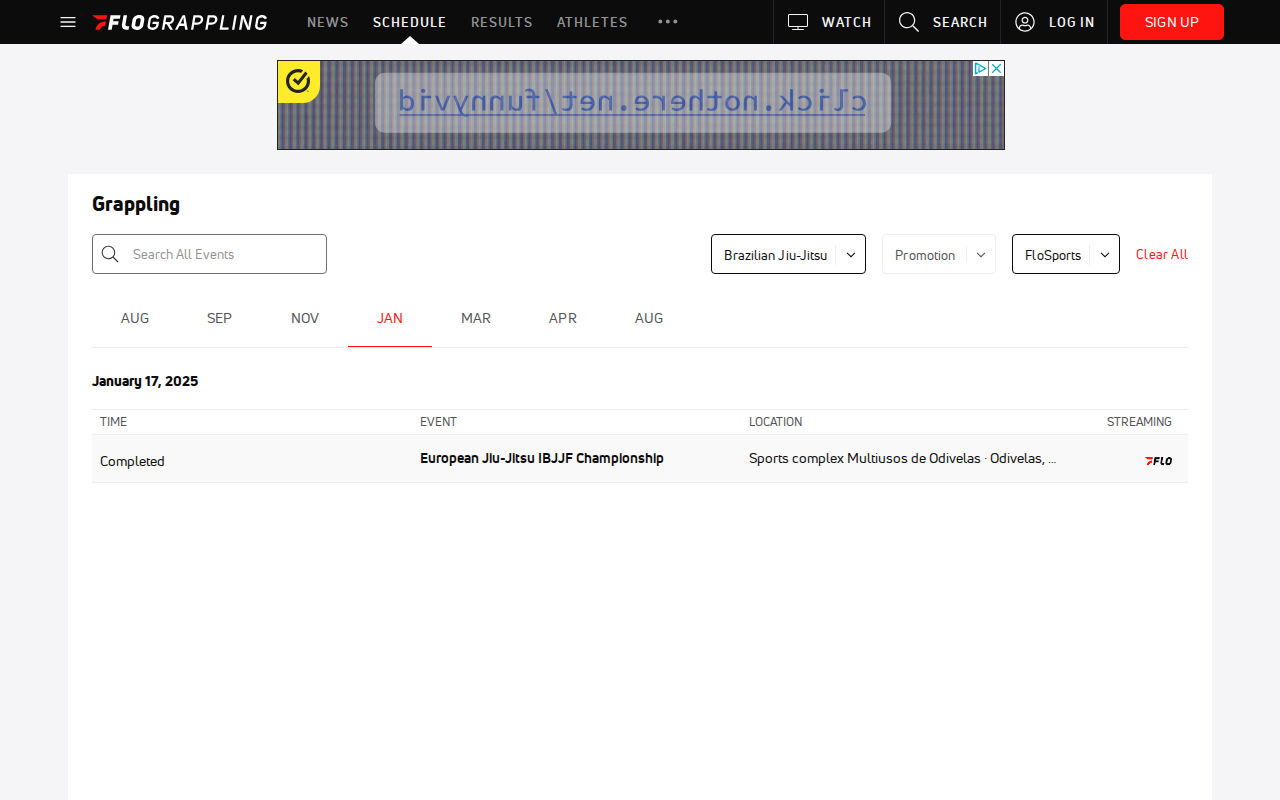 FLOGRAPPLING NEWS SCHEDULE RESULTS ATHLETES WATCH SEARCH LOG IN SIGN UP
click.nothere.net/funnyvid
Grappling
Search All Events Brazilian Jiu-Jitsu Promotion FloSports Clear All
AUG SEP NOV JAN MAR APR AUG
January 17, 2025
TIME EVENT LOCATION STREAMING
Completed European Jiu-Jitsu IBJJF Championship Sports complex Multiusos de Odivelas · Odivelas, ... FLO